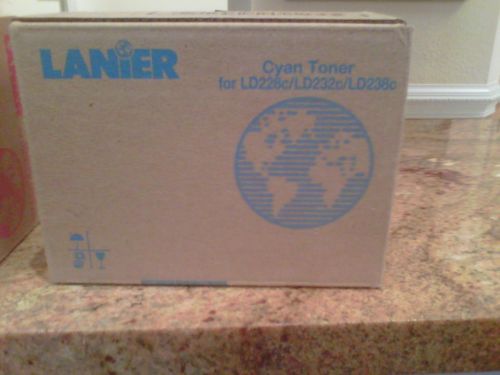 LANiER
Cyan Toner
for LD228c/LD232c/LD238c